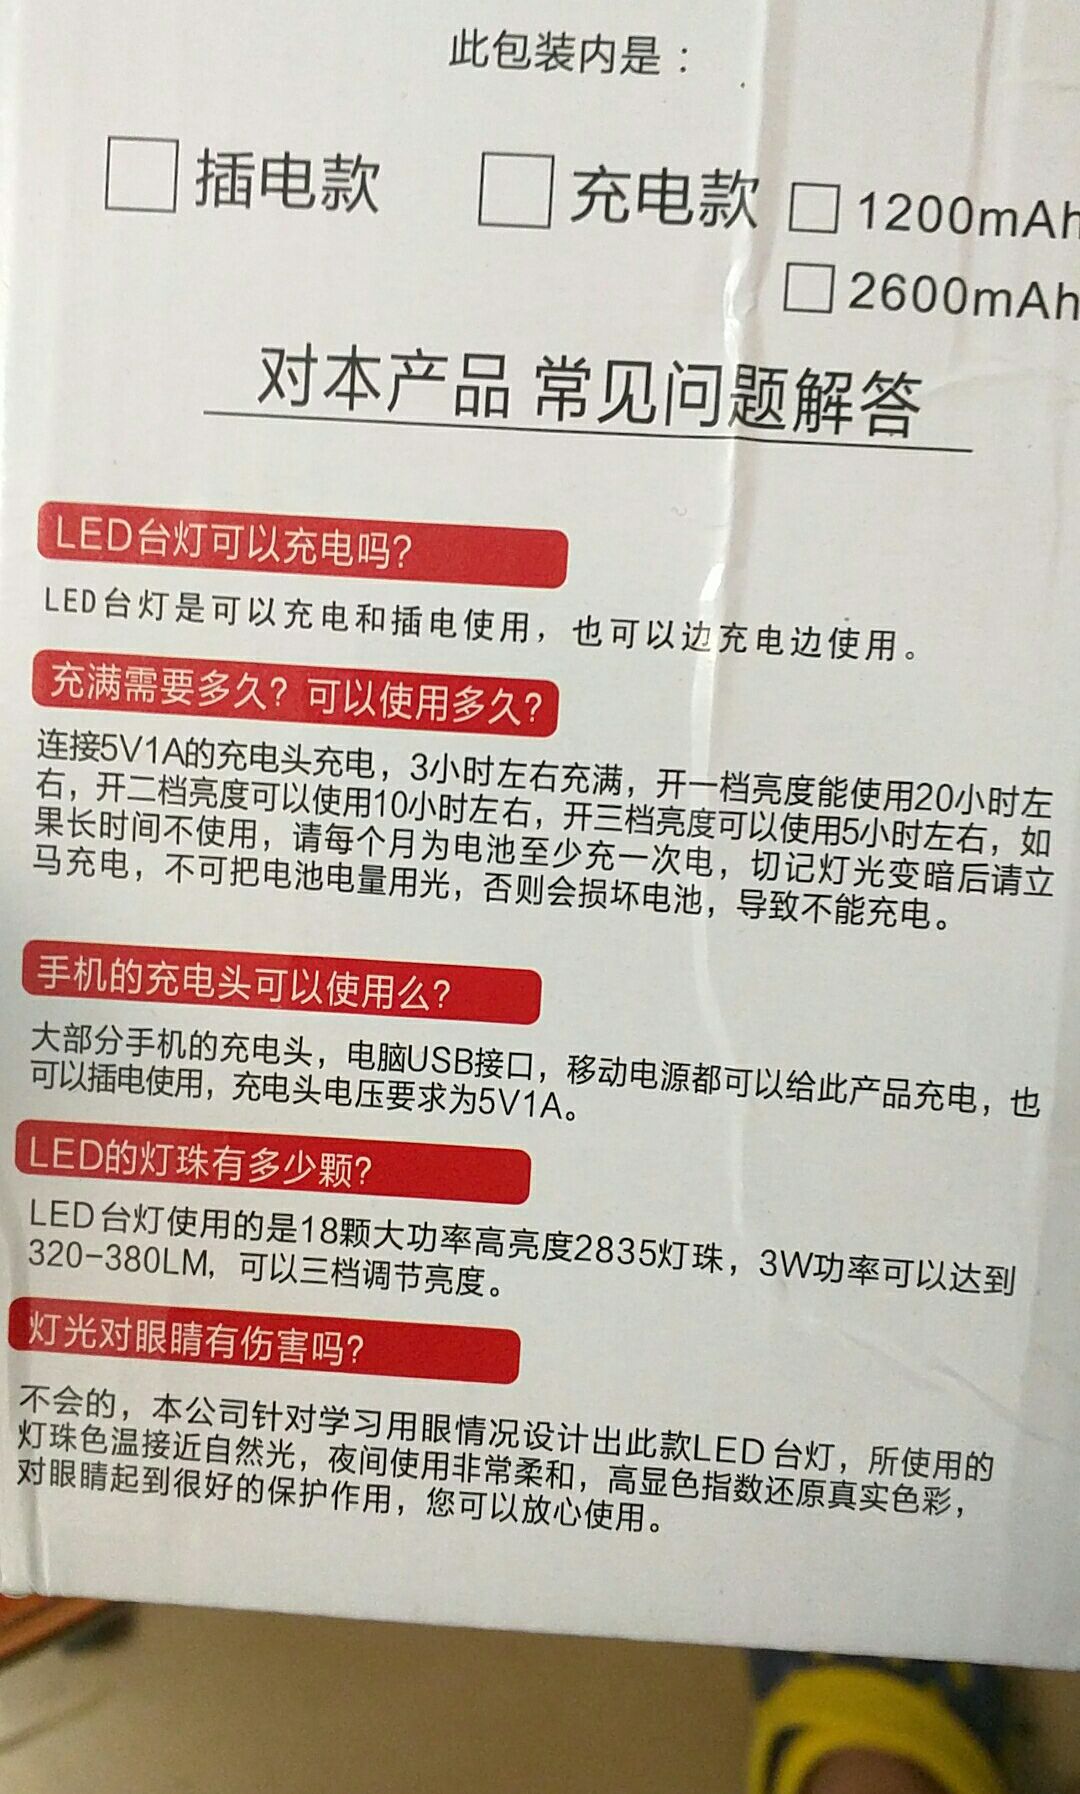 此包装内是：
插电款 充电款 1200mAh
2600mAh
对本产品 常见问题解答
LED台灯可以充电吗？
LED台灯是可以充电和插电使用，也可以边充电边使用。
充满需要多久？可以使用多久？
连接5V1A的充电头充电，3小时左右充满，开一档亮度能使用20小时左
右，开二档亮度可以使用10小时左右，开三档亮度可以使用5小时左右，如
果长时间不使用，请每个月为电池至少充一次电，切记灯光变暗后请立
马充电，不可把电池电量用光，否则会损坏电池，导致不能充电。
手机的充电头可以使用么？
大部分手机的充电头，电脑USB接口，移动电源都可以给此产品充电，也
可以插电使用，充电头电压要求为5V1A。
LED的灯珠有多少颗？
LED台灯使用的是18颗大功率高亮度2835灯珠，3W功率可以达到
320-380LM，可以三档调节亮度。
灯光对眼睛有伤害吗？
不会的，本公司针对学习用眼情况设计出此款LED台灯，所使用的
灯珠色温接近自然光，夜间使用非常柔和，高显色指数还原真实色彩，
对眼睛起到很好的保护作用，您可以放心使用。